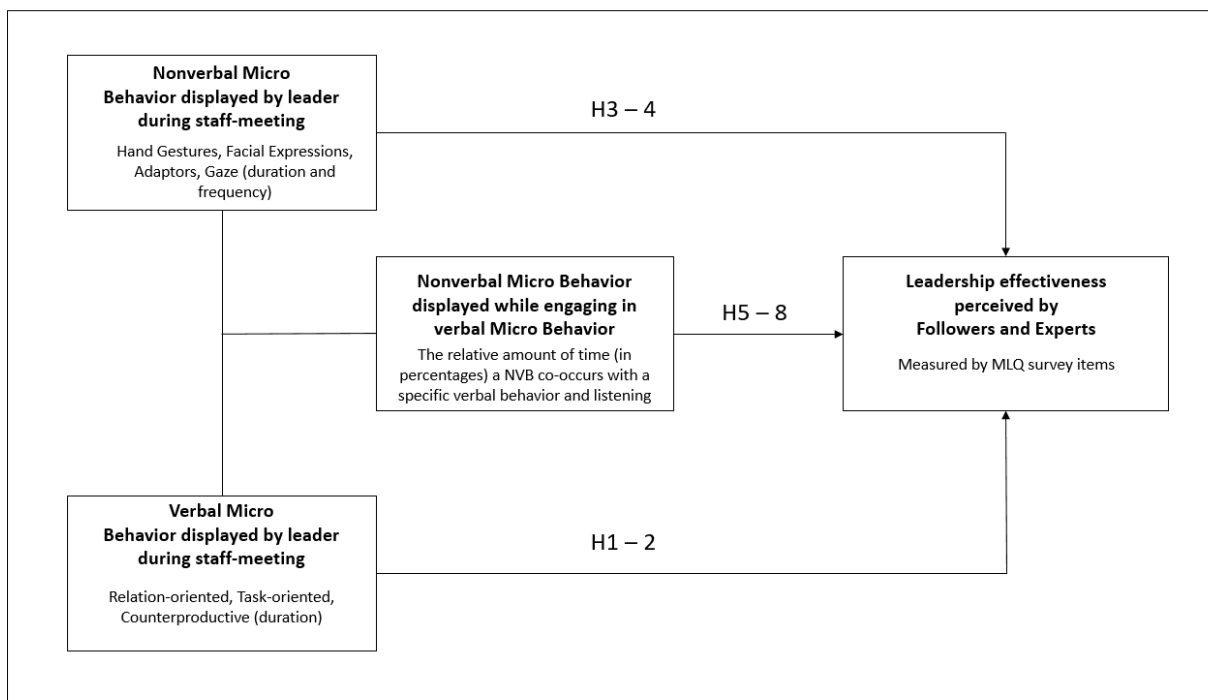 Nonverbal Micro
Behavior displayed by leader
during staff-meeting
Hand Gestures, Facial Expressions,
Adaptors, Gaze (duration and
frequency)
H3 – 4
Nonverbal Micro Behavior
displayed while engaging in
verbal Micro Behavior
The relative amount of time (in
percentages) a NVB co-occurs with a
specific verbal behavior and listening
H5 – 8
Leadership effectiveness
perceived by
Followers and Experts
Measured by MLQ survey items
Verbal Micro
Behavior displayed by leader
during staff-meeting
Relation-oriented, Task-oriented,
Counterproductive (duration)
H1 – 2